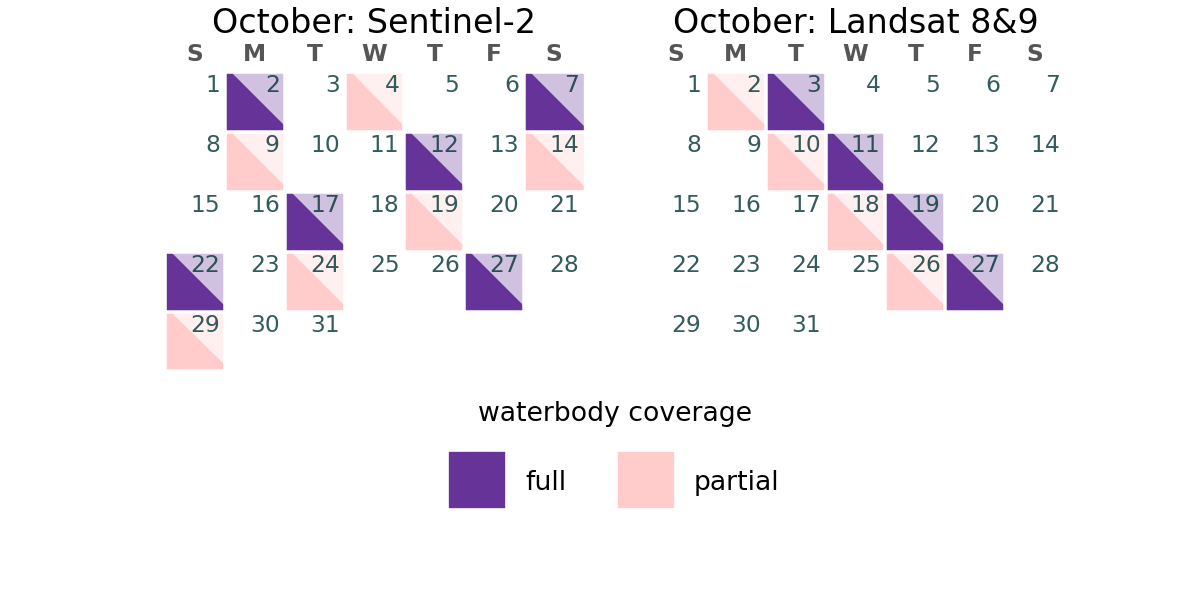 October: Sentinel-2
S M T W T F S
1 2 3 4 5 6 7
8 9 10 11 12 13 14
15 16 17 18 19 20 21
22 23 24 25 26 27 28
29 30 31
October: Landsat 8&9
S M T W T F S
1 2 3 4 5 6 7
8 9 10 11 12 13 14
15 16 17 18 19 20 21
22 23 24 25 26 27 28
29 30 31
waterbody coverage
full
partial